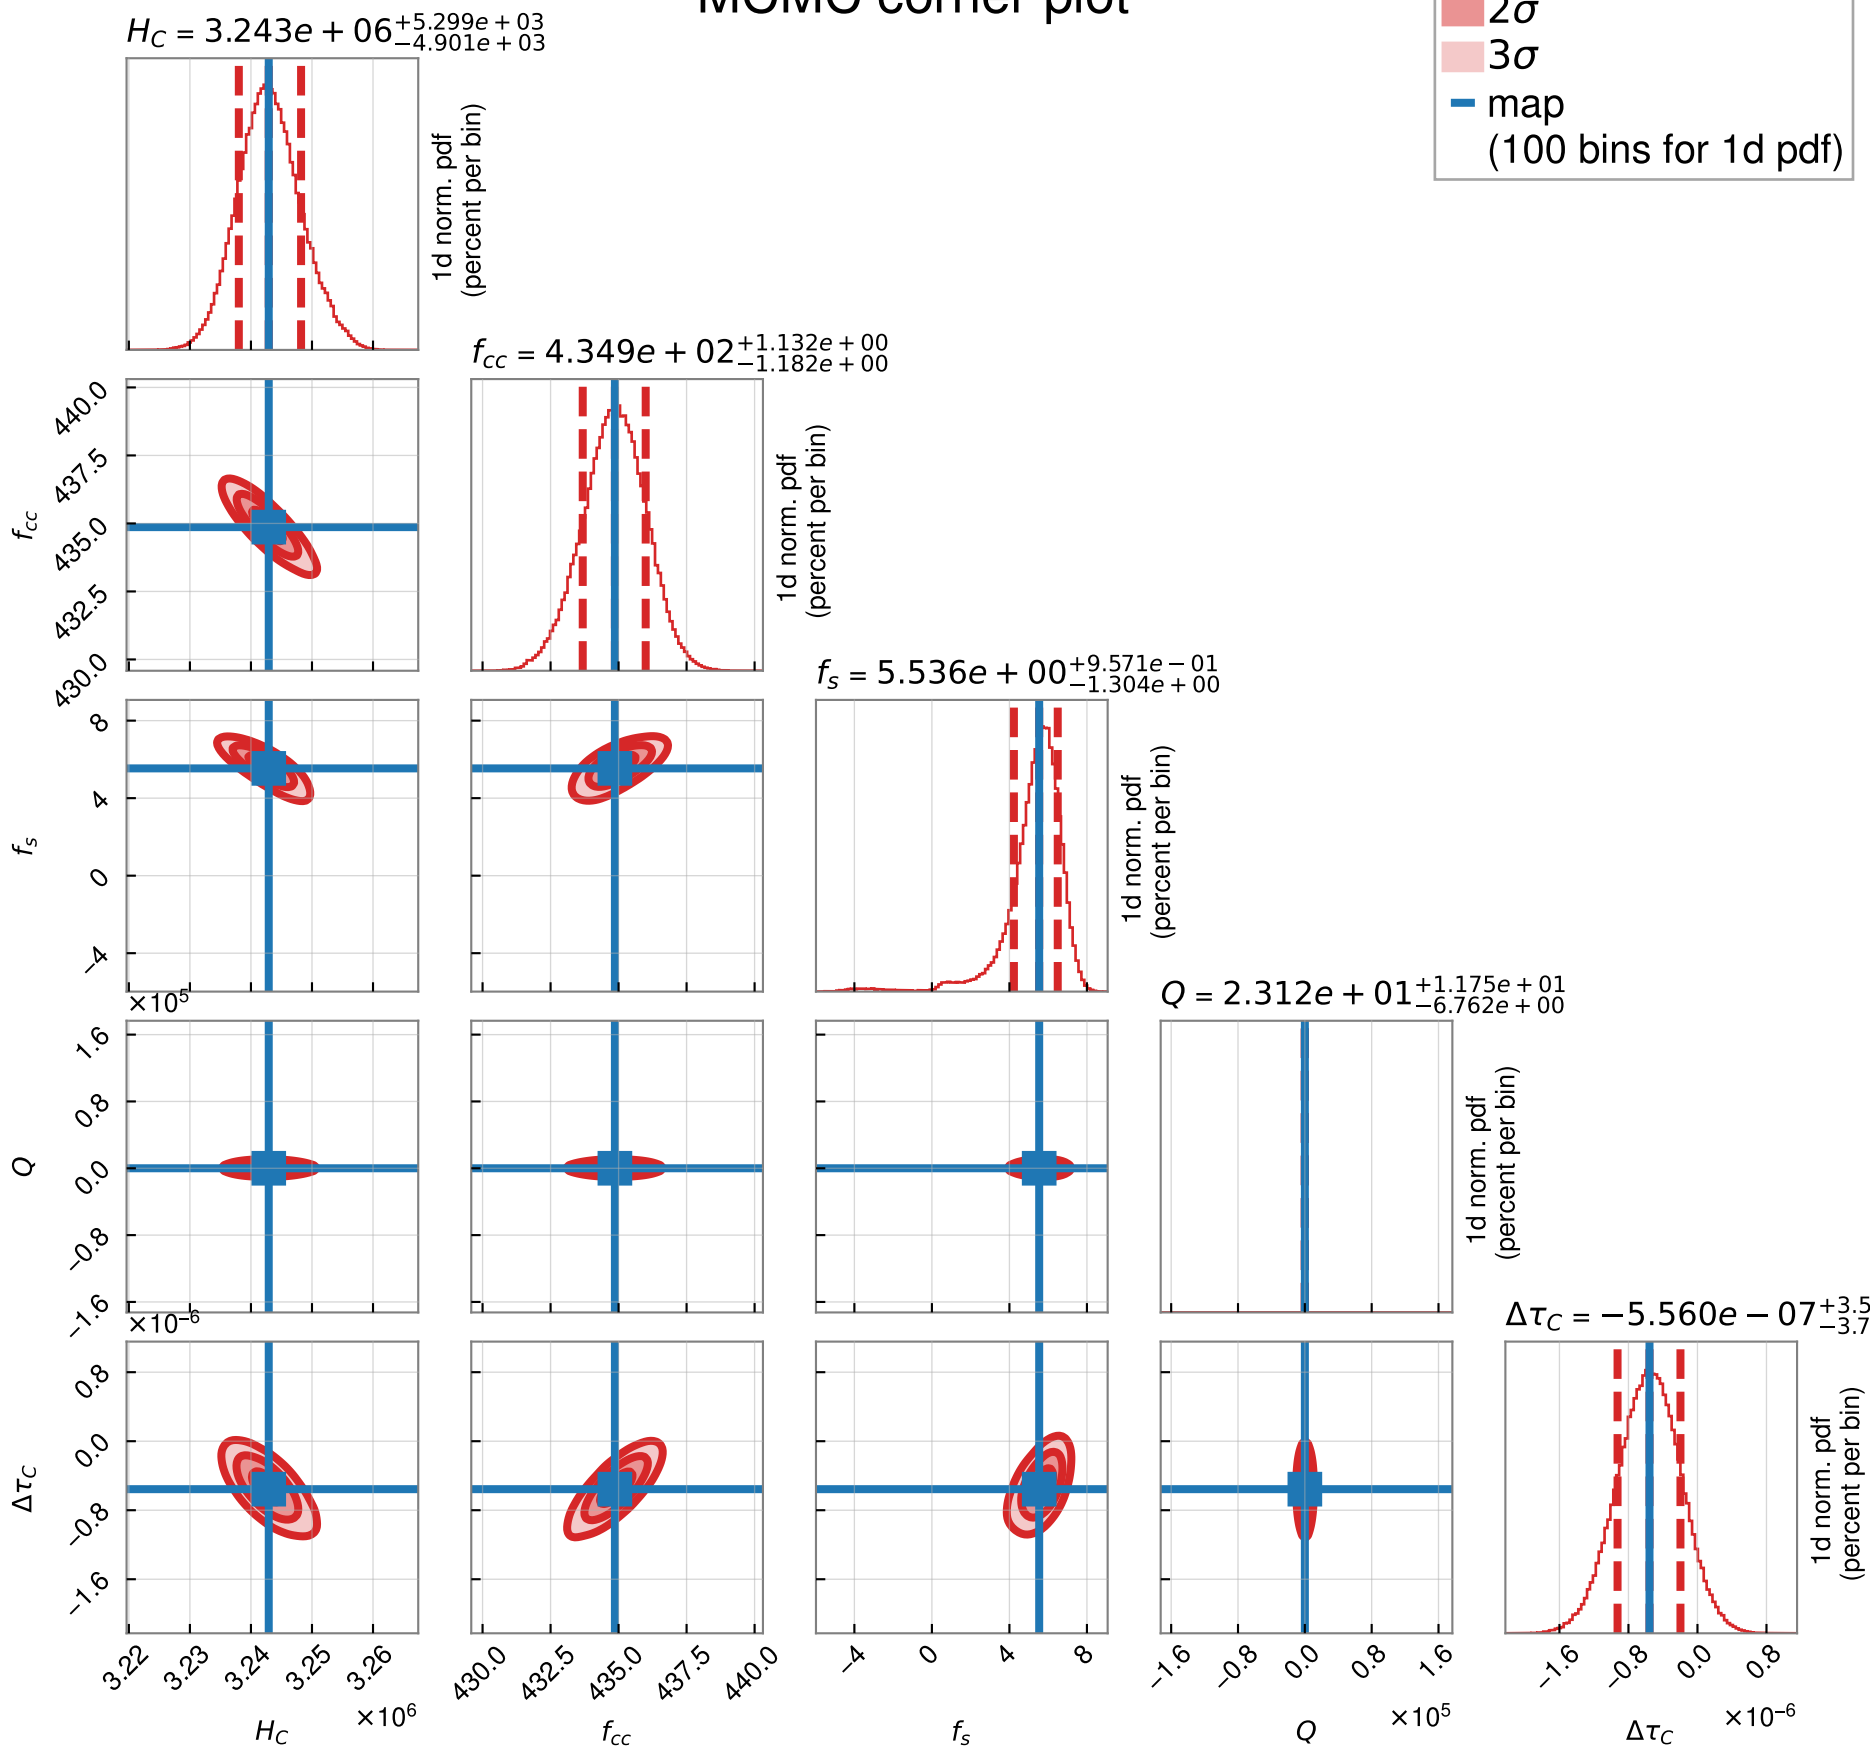 MOMO corner plot
2σ
3σ
map
(100 bins for 1d pdf)
H_C = 3.243e + 06 +5.299e + 03 −4.901e + 03
1d norm. pdf
(percent per bin)
f_cc = 4.349e + 02 +1.132e + 00 −1.182e + 00
440.0
437.5
435.0
432.5
430.0
f_cc
1d norm. pdf
(percent per bin)
f_s = 5.536e + 00 +9.571e − 01 −1.304e + 00
8
4
0
−4
f_s
1d norm. pdf
(percent per bin)
×10⁵
Q = 2.312e + 01 +1.175e + 01 −6.762e + 00
1.6
0.8
0.0
−0.8
−1.6
Q
1d norm. pdf
(percent per bin)
×10⁻⁶
Δτ_C = −5.560e − 07 +3.5 −3.7
0.8
0.0
−0.8
−1.6
Δτ_C
1d norm. pdf
(percent per bin)
3.22 3.23 3.24 3.25 3.26
430.0 432.5 435.0 437.5 440.0
−4 0 4 8
−1.6 −0.8 0.0 0.8 1.6
−1.6 −0.8 0.0 0.8
×10⁶ ×10⁵ ×10⁻⁶
H_C f_cc f_s Q Δτ_C